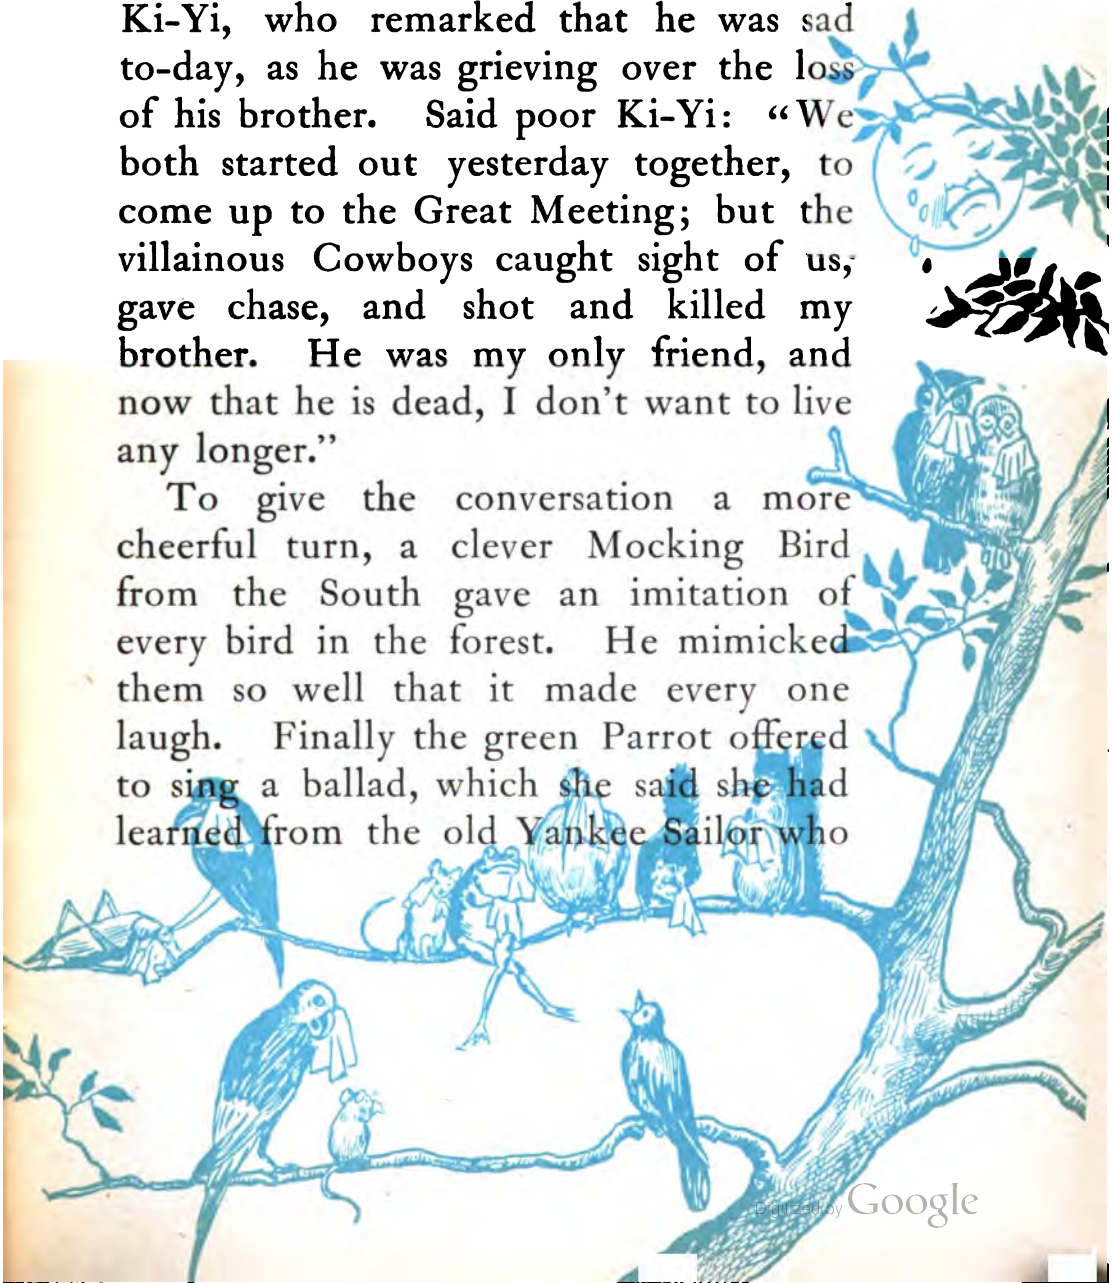 Ki-Yi, who remarked that he was sad
to-day, as he was grieving over the loss
of his brother. Said poor Ki-Yi: “We
both started out yesterday together, to
come up to the Great Meeting; but the
villainous Cowboys caught sight of us,
gave chase, and shot and killed my
brother. He was my only friend, and
now that he is dead, I don’t want to live
any longer.”
To give the conversation a more
cheerful turn, a clever Mocking Bird
from the South gave an imitation of
every bird in the forest. He mimicked
them so well that it made every one
laugh. Finally the green Parrot offered
to sing a ballad, which she said she had
learned from the old Yankee Sailor who
Digitized by Google